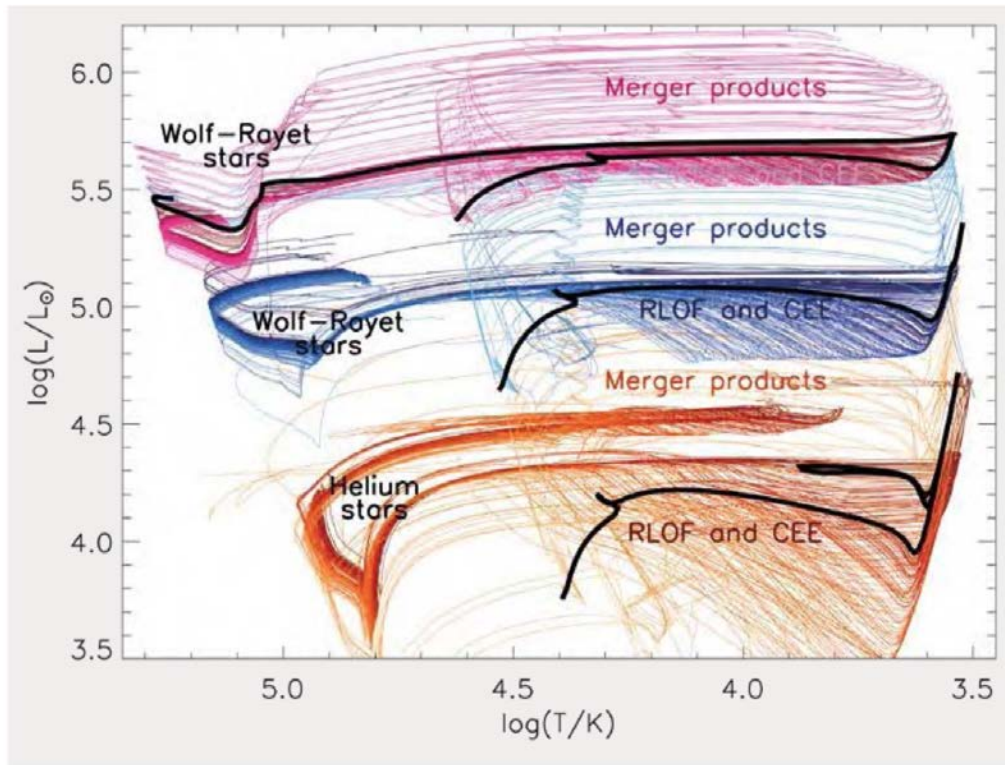 6.0
5.5
5.0
4.5
4.0
3.5
log(L/L⊙)
Merger products
Wolf-Rayet
stars
CEE
Merger products
RLOF and CEE
Wolf-Rayet
stars
Merger products
Helium
stars
RLOF and CEE
5.0
4.5
4.0
3.5
log(T/K)